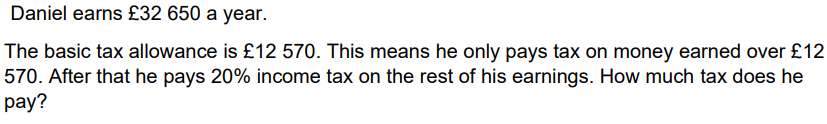 Daniel earns £32 650 a year.
The basic tax allowance is £12 570. This means he only pays tax on money earned over £12
570. After that he pays 20% income tax on the rest of his earnings. How much tax does he
pay?